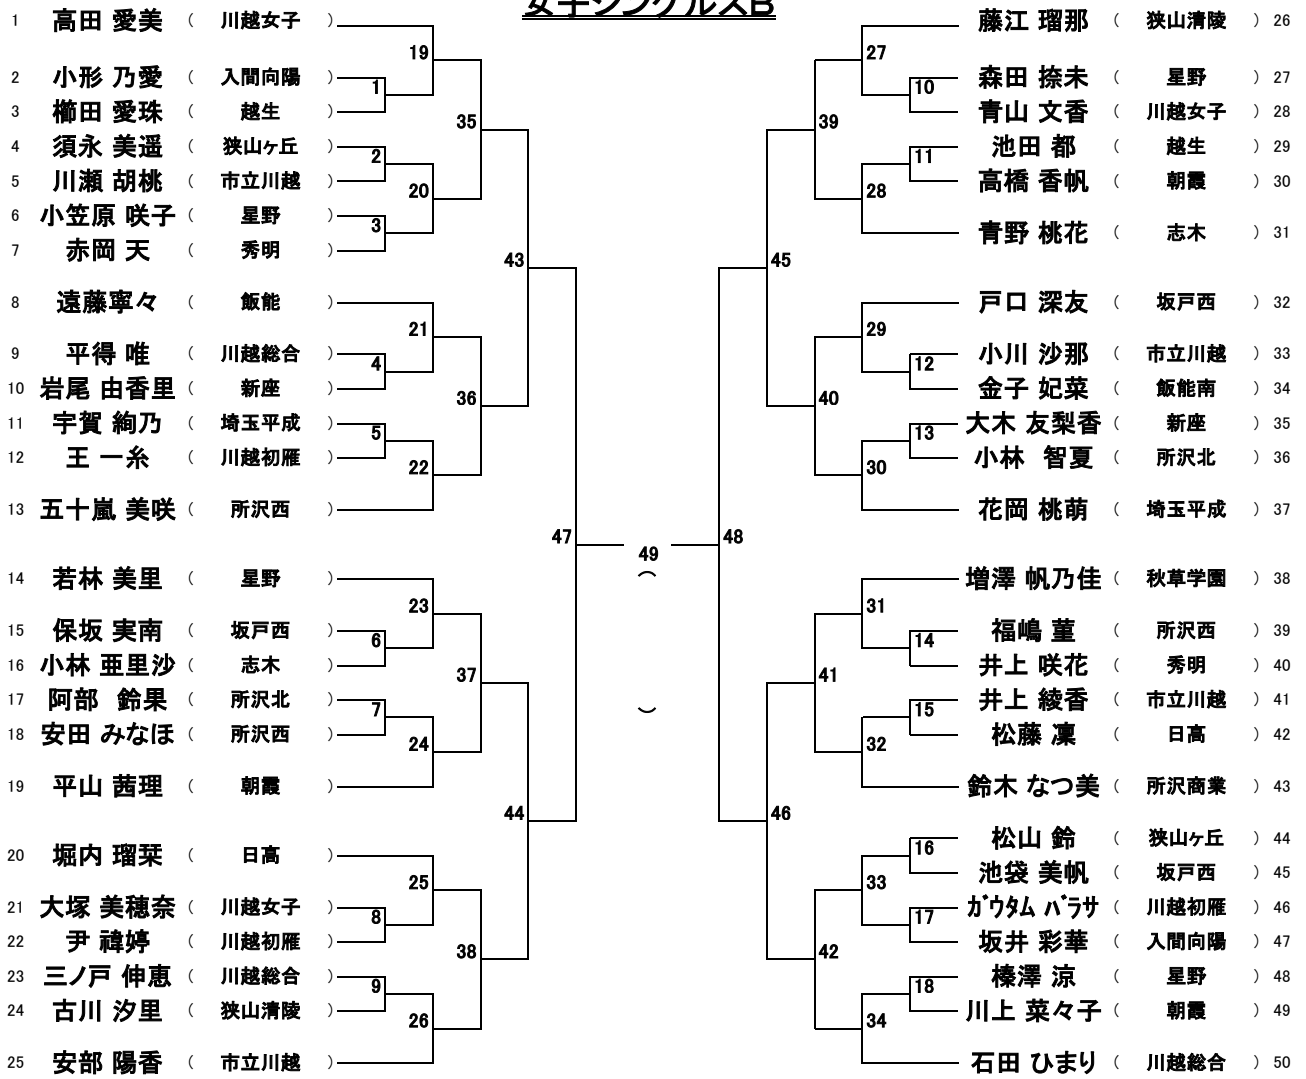 女子シングルスB
1 高田 愛美 ( 川越女子 )
2 小形 乃愛 ( 入間向陽 )
3 櫛田 愛珠 ( 越生 )
4 須永 美遥 ( 狭山ヶ丘 )
5 川瀬 胡桃 ( 市立川越 )
6 小笠原 咲子 ( 星野 )
7 赤岡 天 ( 秀明 )
8 遠藤寧々 ( 飯能 )
9 平得 唯 ( 川越総合 )
10 岩尾 由香里 ( 新座 )
11 宇賀 絢乃 ( 埼玉平成 )
12 王 一糸 ( 川越初雁 )
13 五十嵐 美咲 ( 所沢西 )
14 若林 美里 ( 星野 )
15 保坂 実南 ( 坂戸西 )
16 小林 亜里沙 ( 志木 )
17 阿部 鈴果 ( 所沢北 )
18 安田 みなほ ( 所沢西 )
19 平山 茜理 ( 朝霞 )
20 堀内 瑠栞 ( 日高 )
21 大塚 美穂奈 ( 川越女子 )
22 尹 禕婷 ( 川越初雁 )
23 三ノ戸 伸恵 ( 川越総合 )
24 古川 汐里 ( 狭山清陵 )
25 安部 陽香 ( 市立川越 )
19
1
35
2
20
3
43
21
4
36
5
22
47
23
6
37
7
24
44
25
8
38
9
26
49
( )
27
10
39
11
28
45
29
12
40
13
30
48
31
14
41
15
32
46
16
33
17
42
18
34
藤江 瑠那 ( 狭山清陵 ) 26
森田 捺未 ( 星野 ) 27
青山 文香 ( 川越女子 ) 28
池田 都 ( 越生 ) 29
高橋 香帆 ( 朝霞 ) 30
青野 桃花 ( 志木 ) 31
戸口 深友 ( 坂戸西 ) 32
小川 沙那 ( 市立川越 ) 33
金子 妃菜 ( 飯能南 ) 34
大木 友梨香 ( 新座 ) 35
小林 智夏 ( 所沢北 ) 36
花岡 桃萌 ( 埼玉平成 ) 37
増澤 帆乃佳 ( 秋草学園 ) 38
福嶋 菫 ( 所沢西 ) 39
井上 咲花 ( 秀明 ) 40
井上 綾香 ( 市立川越 ) 41
松藤 凜 ( 日高 ) 42
鈴木 なつ美 ( 所沢商業 ) 43
松山 鈴 ( 狭山ヶ丘 ) 44
池袋 美帆 ( 坂戸西 ) 45
ガウタム バラサ ( 川越初雁 ) 46
坂井 彩華 ( 入間向陽 ) 47
榛澤 涼 ( 星野 ) 48
川上 菜々子 ( 朝霞 ) 49
石田 ひまり ( 川越総合 ) 50